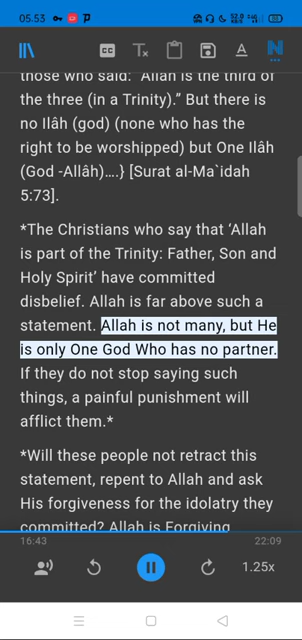 05.53
CC
A
N
those who said: “Allah is the third of
the three (in a Trinity).” But there is
no Ilâh (god) (none who has the
right to be worshipped) but One Ilâh
(God -Allâh)....} [Surat al-Ma`idah
5:73].
*The Christians who say that ‘Allah
is part of the Trinity: Father, Son and
Holy Spirit’ have committed
disbelief. Allah is far above such a
statement. Allah is not many, but He
is only One God Who has no partner.
If they do not stop saying such
things, a painful punishment will
afflict them.*
*Will these people not retract this
statement, repent to Allah and ask
His forgiveness for the idolatry they
committed? Allah is Forgiving
16:43 22:09
1.25x